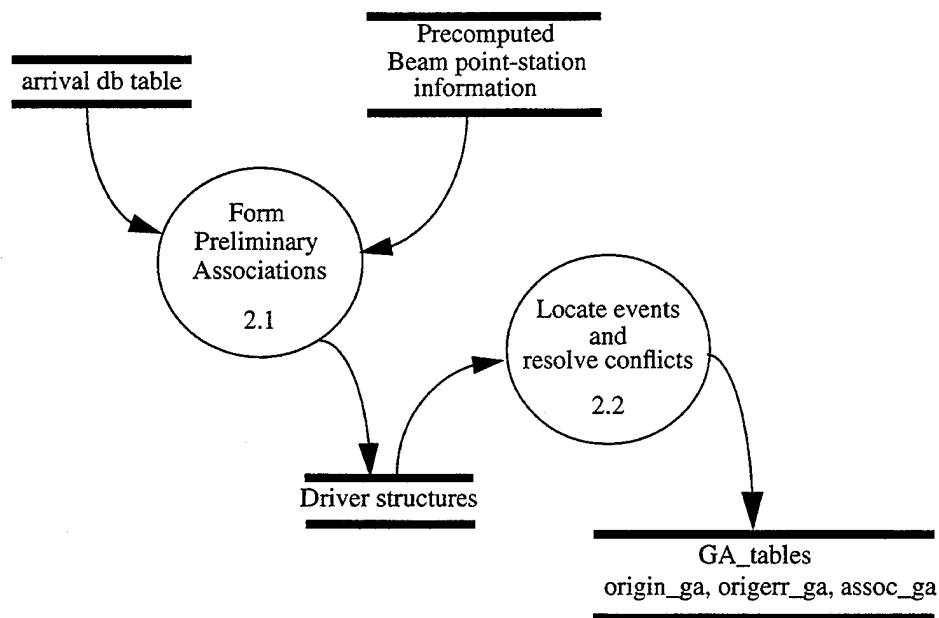 Precomputed
Beam point-station
information
arrival db table
Form
Preliminary
Associations
2.1
Locate events
and
resolve conflicts
2.2
Driver structures
GA_tables
origin_ga, origerr_ga, assoc_ga